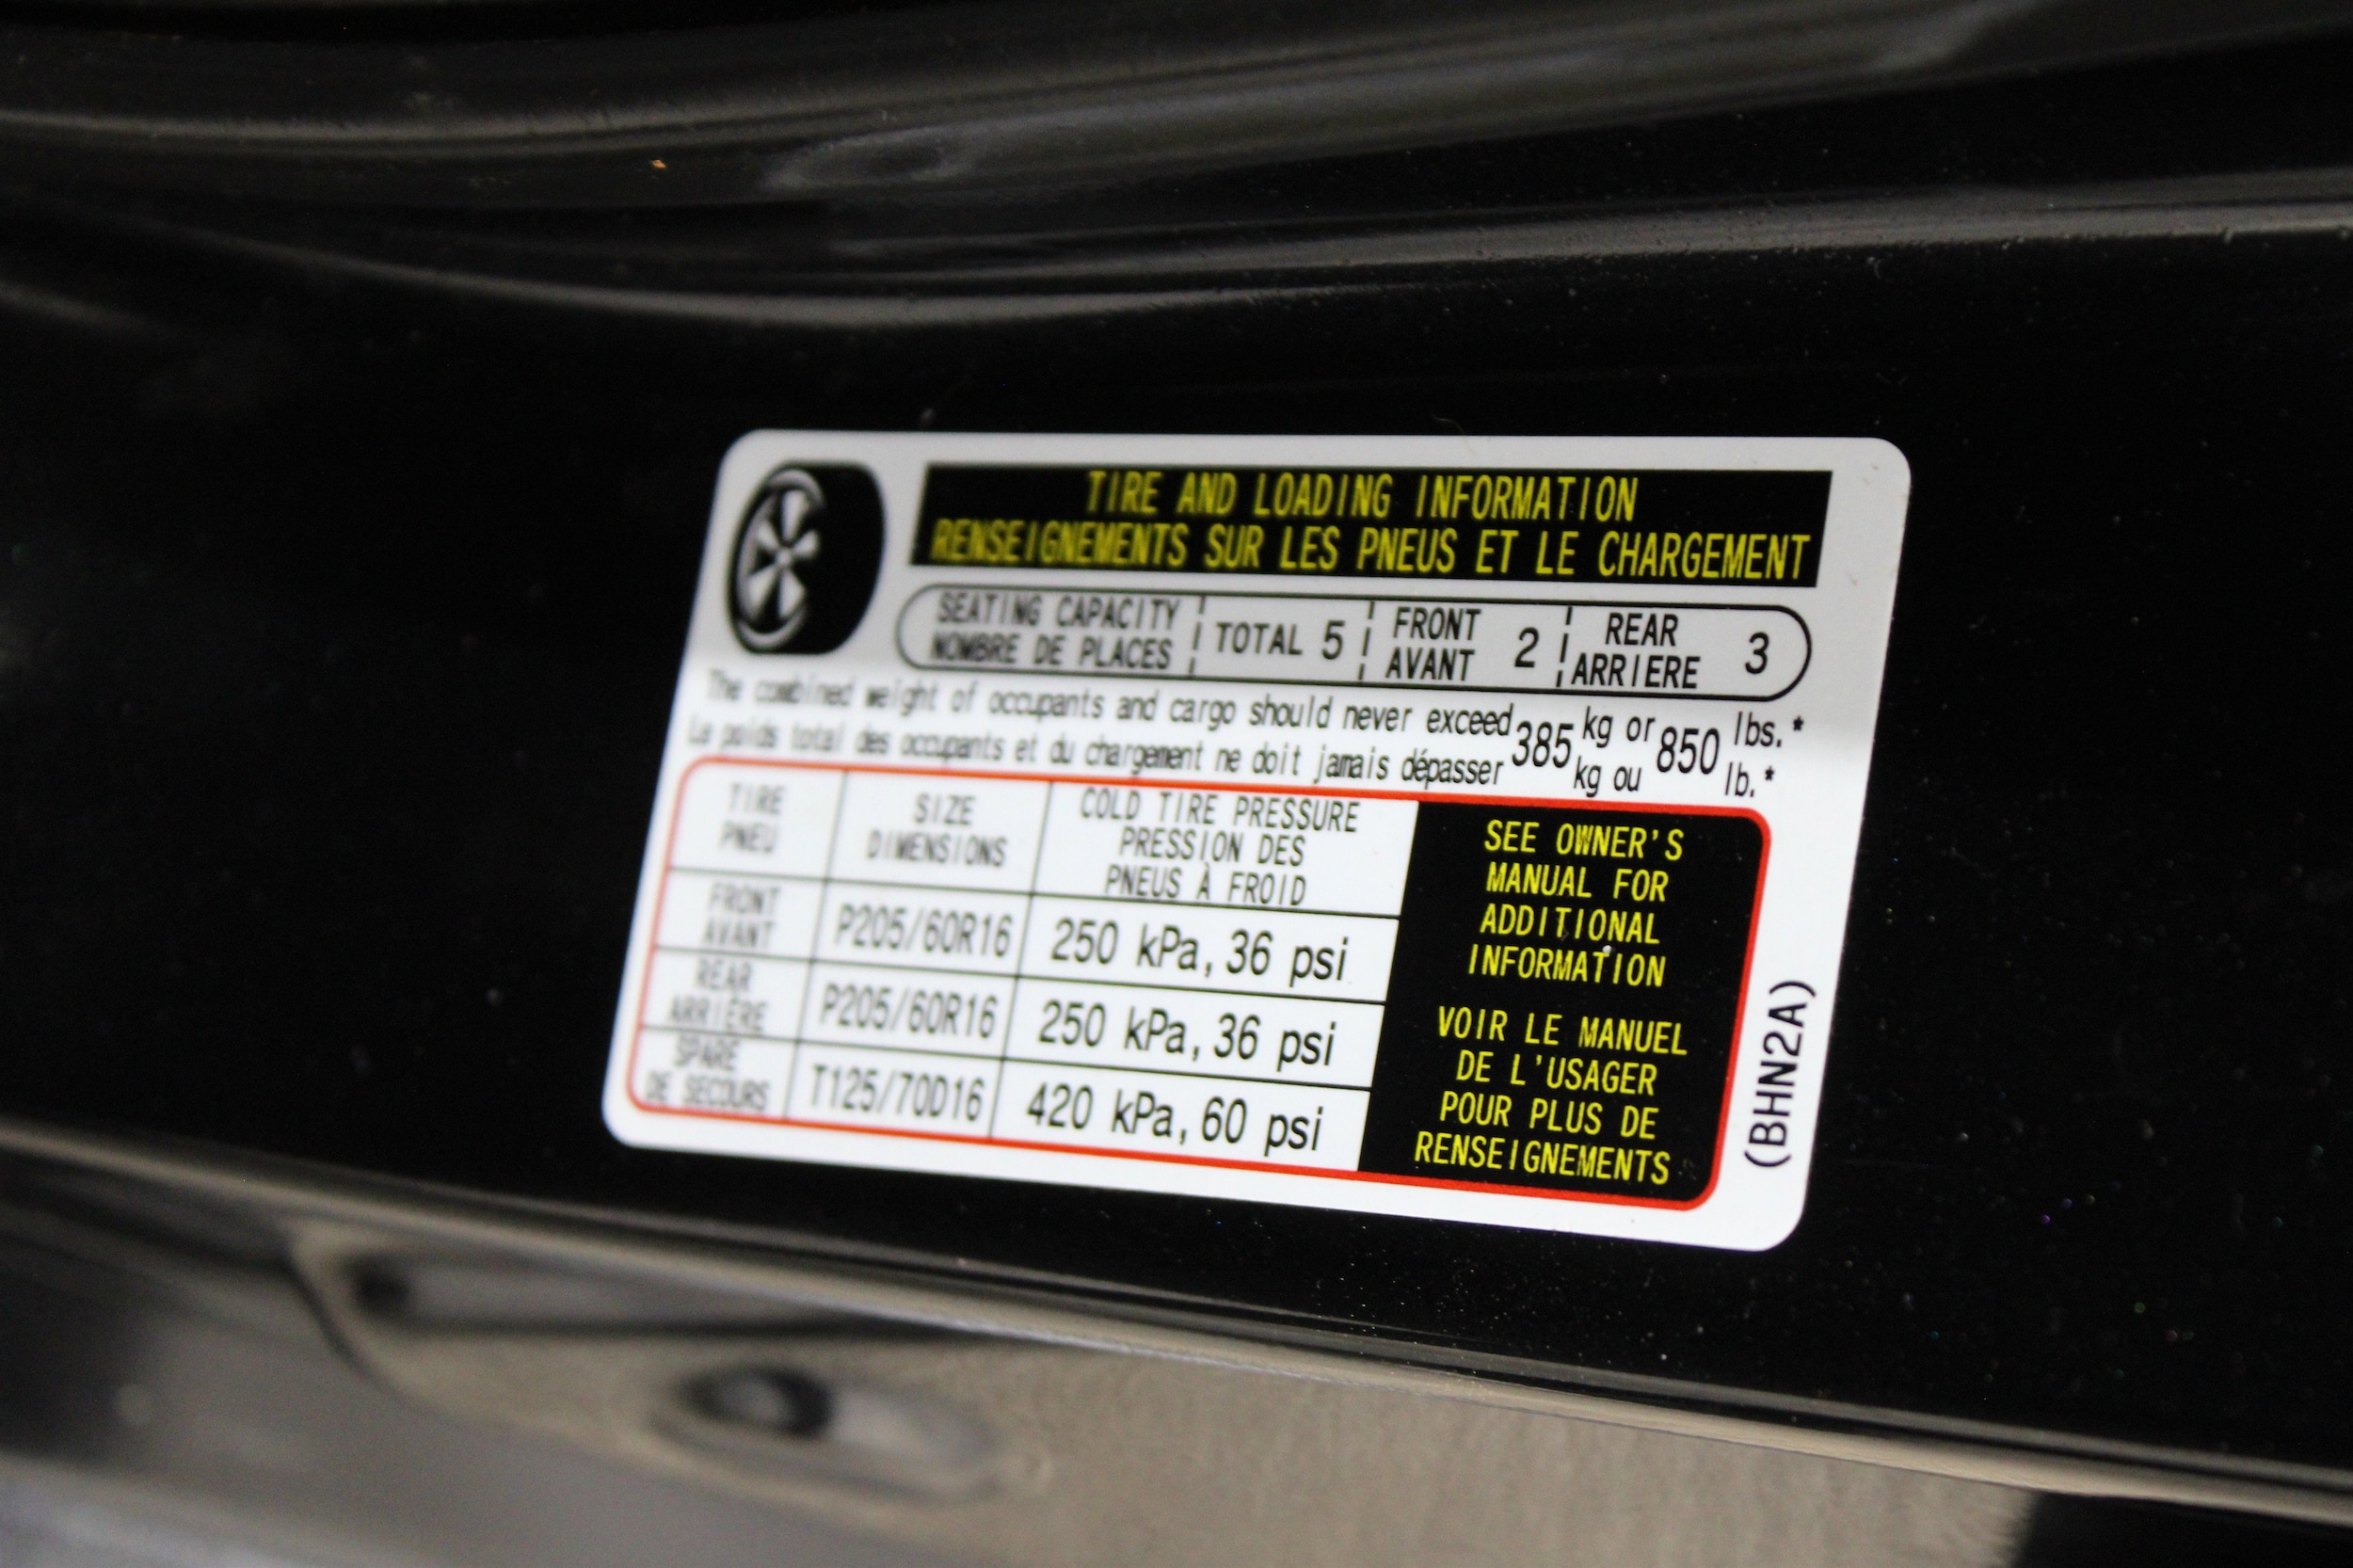 TIRE AND LOADING INFORMATION
RENSEIGNEMENTS SUR LES PNEUS ET LE CHARGEMENT
SEATING CAPACITY
NOMBRE DE PLACES
TOTAL 5
FRONT
AVANT 2
REAR
ARRIERE 3
The combined weight of occupants and cargo should never exceed 385 kg or 850 lbs.*
La poids total des occupants et du chargement ne doit jamais dépasser 385 kg ou 850 lb.*
TIRE
PNEU
SIZE
DIMENSIONS
COLD TIRE PRESSURE
PRESSION DES
PNEUS À FROID
FRONT
AVANT
P205/60R16
250 kPa, 36 psi
REAR
ARRIÈRE
P205/60R16
250 kPa, 36 psi
SPARE
DE SECOURS
T125/70D16
420 kPa, 60 psi
SEE OWNER'S
MANUAL FOR
ADDITIONAL
INFORMATION
VOIR LE MANUEL
DE L'USAGER
POUR PLUS DE
RENSEIGNEMENTS
(BHN2A)